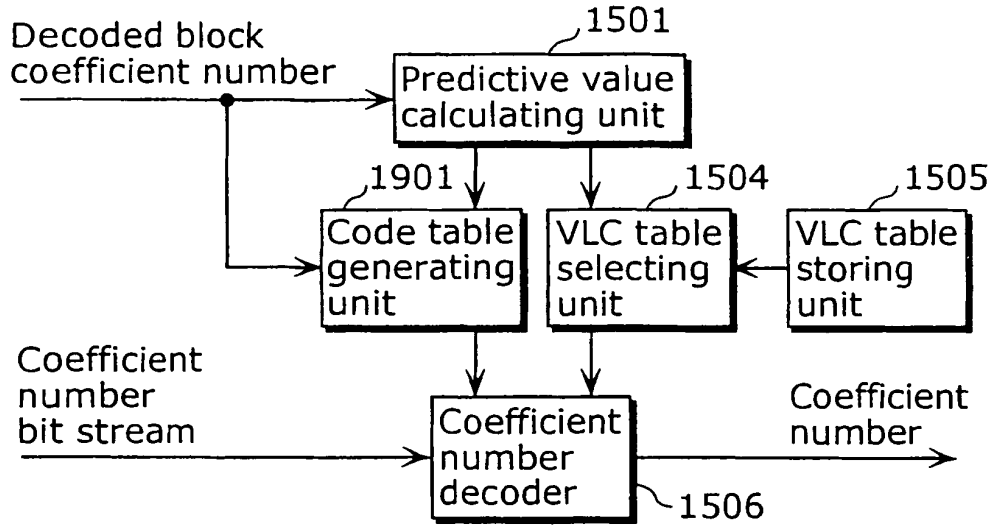 1501
Decoded block
coefficient number
Predictive value
calculating unit
1901
1504
1505
Code table
generating
unit
VLC table
selecting
unit
VLC table
storing
unit
Coefficient
number
bit stream
Coefficient
number
decoder
Coefficient
number
1506